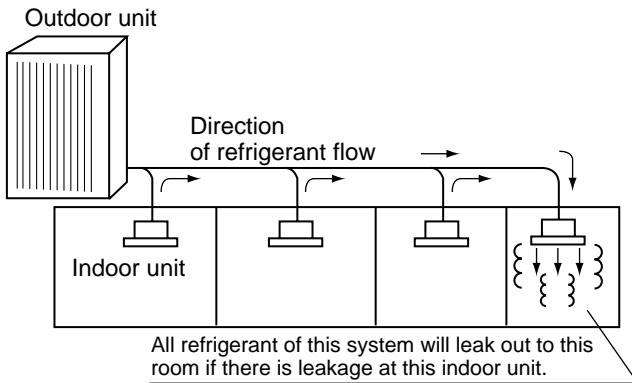 Outdoor unit
Direction
of refrigerant flow
Indoor unit
All refrigerant of this system will leak out to this
room if there is leakage at this indoor unit.